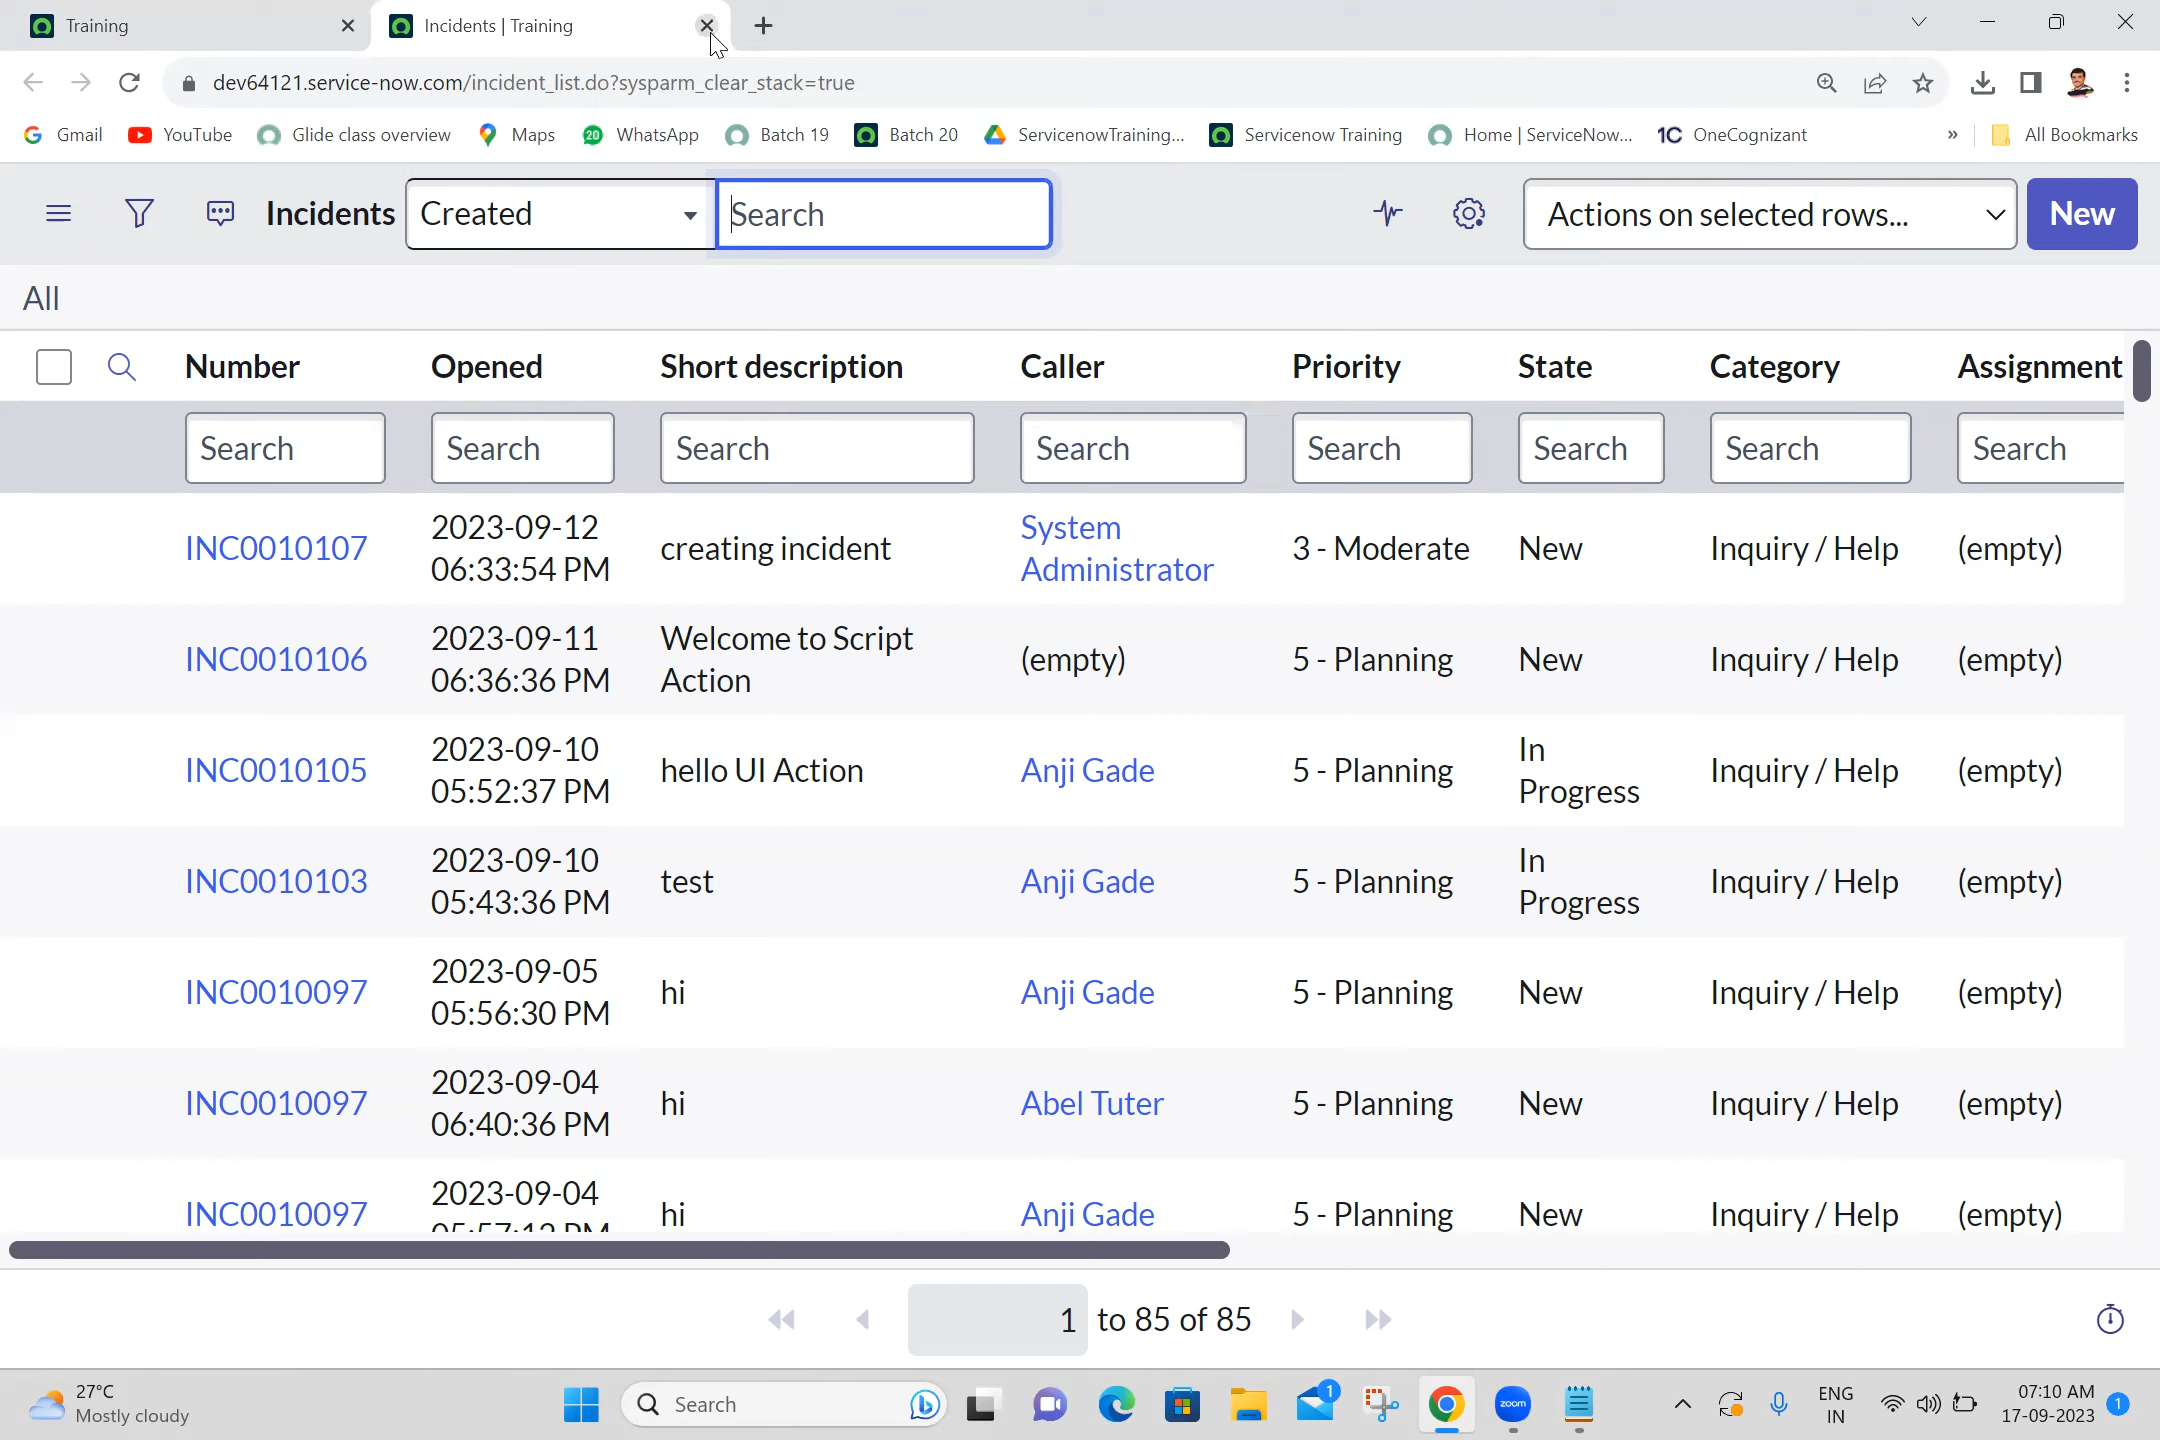 Training
Incidents | Training
dev64121.service-now.com/incident_list.do?sysparm_clear_stack=true
Gmail YouTube Glide class overview Maps 20 WhatsApp Batch 19 Batch 20 ServicenowTraining... Servicenow Training Home | ServiceNow... 1C OneCognizant » All Bookmarks
Incidents Created Search Actions on selected rows... New
All
Number Opened Short description Caller Priority State Category Assignment
Search Search Search Search Search Search Search Search
INC0010107 2023-09-12 06:33:54 PM creating incident System Administrator 3 - Moderate New Inquiry / Help (empty)
INC0010106 2023-09-11 06:36:36 PM Welcome to Script Action (empty) 5 - Planning New Inquiry / Help (empty)
INC0010105 2023-09-10 05:52:37 PM hello UI Action Anji Gade 5 - Planning In Progress Inquiry / Help (empty)
INC0010103 2023-09-10 05:43:36 PM test Anji Gade 5 - Planning In Progress Inquiry / Help (empty)
INC0010097 2023-09-05 05:56:30 PM hi Anji Gade 5 - Planning New Inquiry / Help (empty)
INC0010097 2023-09-04 06:40:36 PM hi Abel Tuter 5 - Planning New Inquiry / Help (empty)
INC0010097 2023-09-04 hi Anji Gade 5 - Planning New Inquiry / Help (empty)
1 to 85 of 85
27°C
Mostly cloudy
Search
1
zoom
ENG
IN
07:10 AM
17-09-2023
1